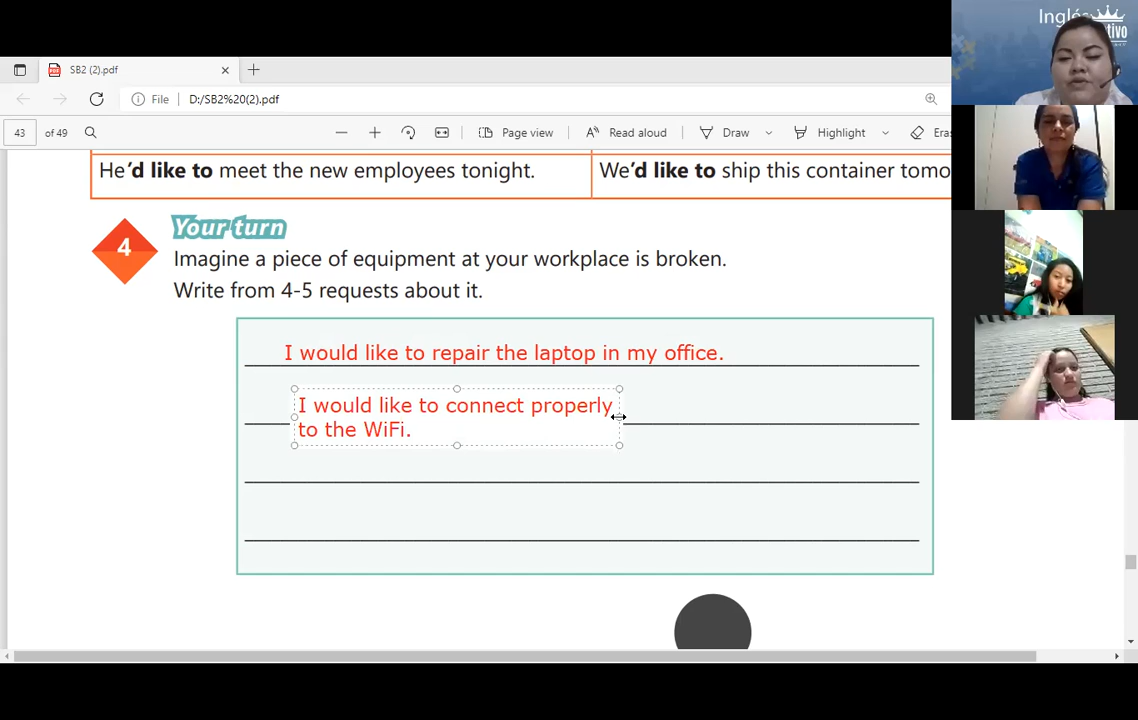 Inglés
tivo
SB2 (2).pdf
File D:/SB2%20(2).pdf
43 of 49 Page view Read aloud Draw Highlight Eras
He'd like to meet the new employees tonight. We'd like to ship this container tomo
4 Your turn
Imagine a piece of equipment at your workplace is broken.
Write from 4-5 requests about it.
I would like to repair the laptop in my office.
I would like to connect properly
to the WiFi.